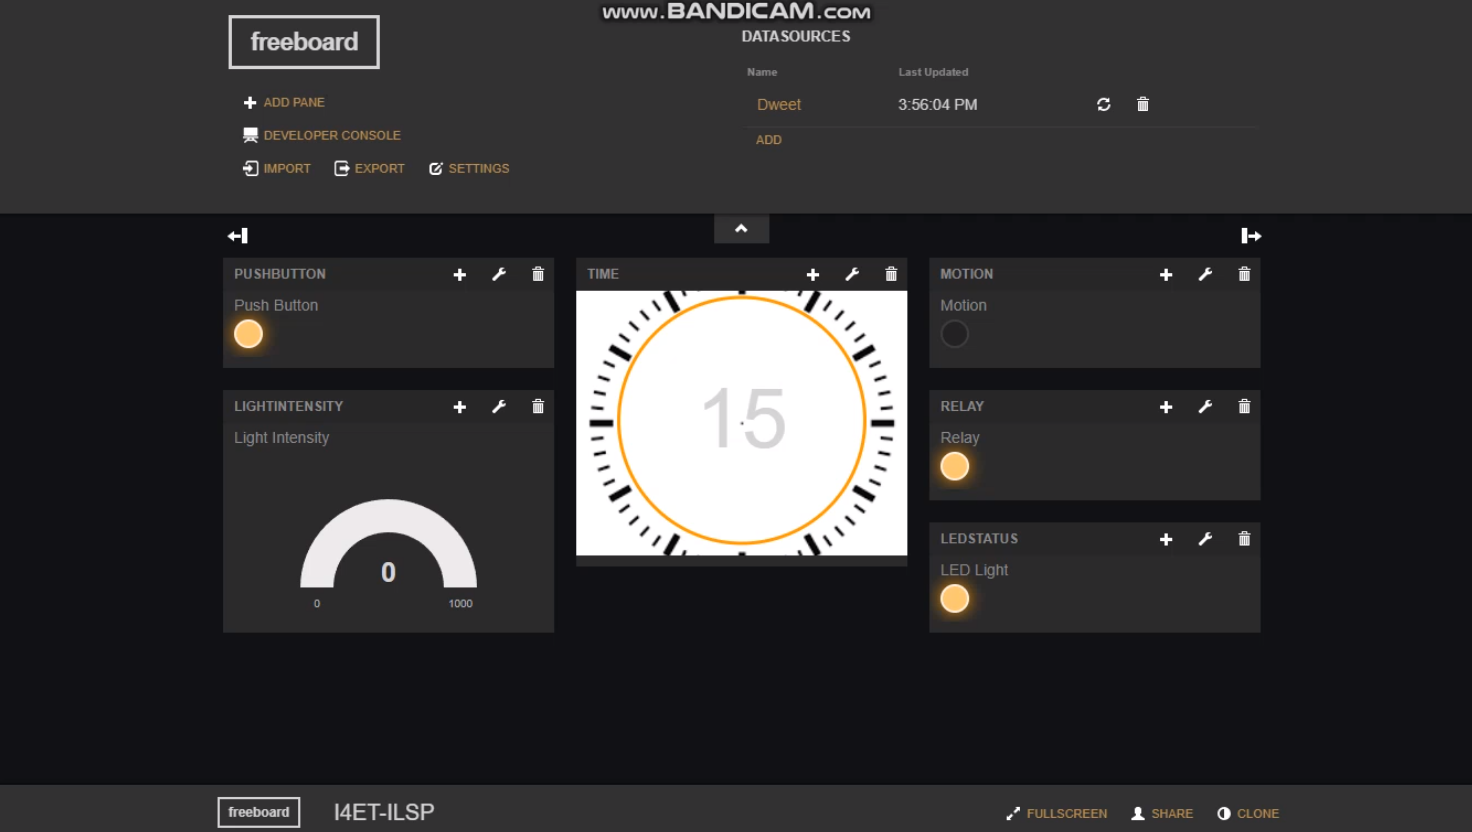 www.BANDICAM.com
freeboard
DATASOURCES
Name Last Updated
Dweet 3:56:04 PM
ADD
ADD PANE
DEVELOPER CONSOLE
IMPORT EXPORT SETTINGS
PUSHBUTTON
Push Button
LIGHTINTENSITY
Light Intensity
0
0 1000
TIME
15
MOTION
Motion
RELAY
Relay
LEDSTATUS
LED Light
freeboard I4ET-ILSP
FULLSCREEN SHARE CLONE